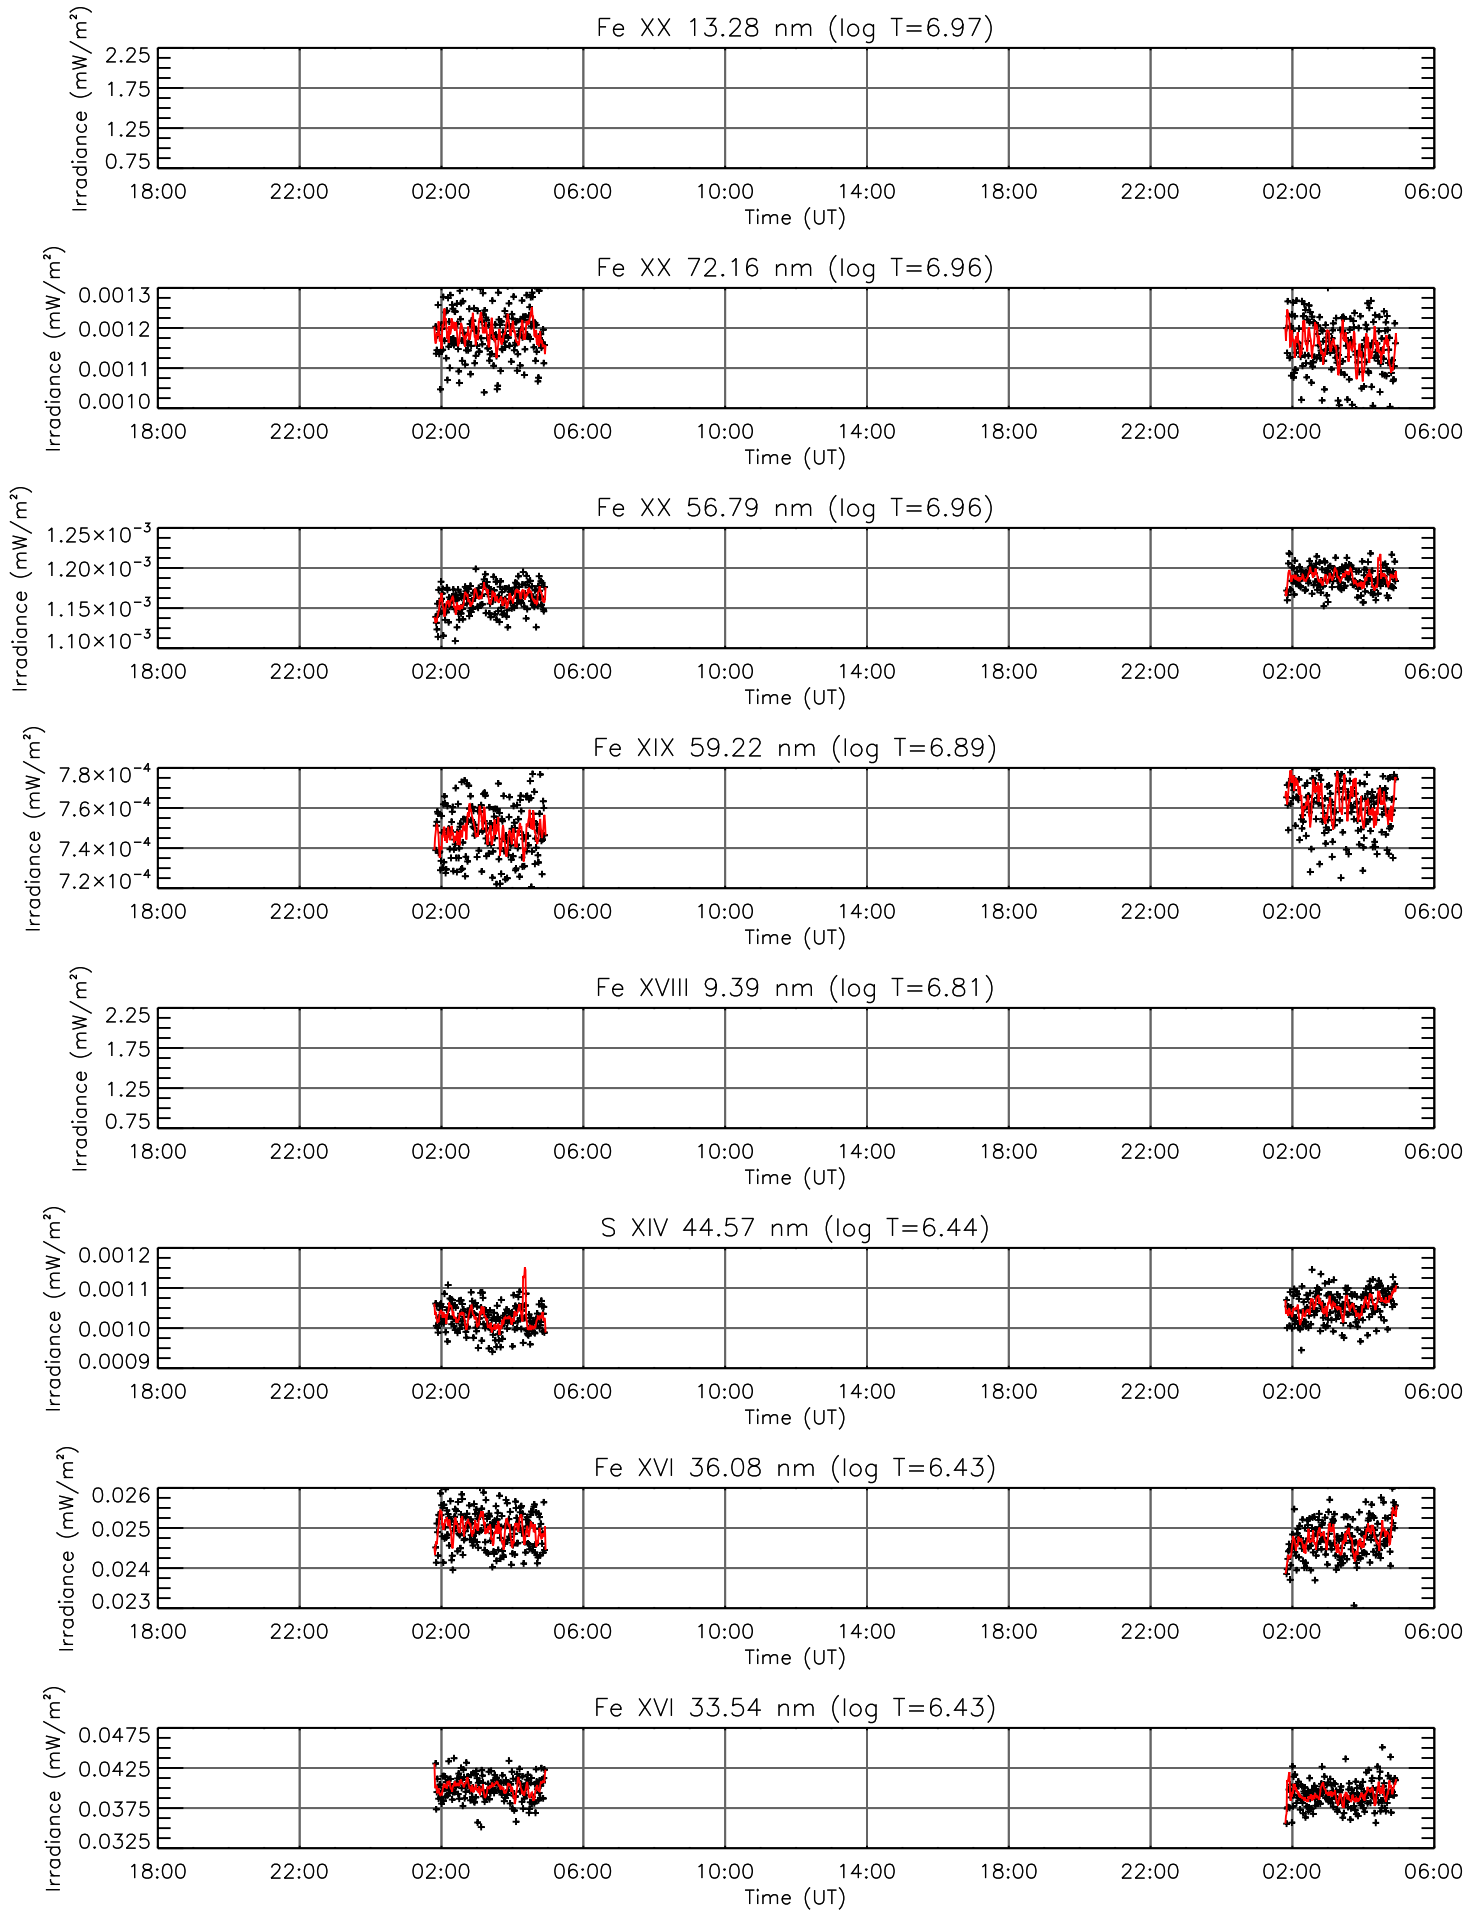 Fe XX 13.28 nm (log T=6.97)
Irradiance (mW/m²)
2.25
1.75
1.25
0.75
18:00 22:00 02:00 06:00 10:00 14:00 18:00 22:00 02:00 06:00
Time (UT)
Fe XX 72.16 nm (log T=6.96)
Irradiance (mW/m²)
0.0013
0.0012
0.0011
0.0010
18:00 22:00 02:00 06:00 10:00 14:00 18:00 22:00 02:00 06:00
Time (UT)
Fe XX 56.79 nm (log T=6.96)
Irradiance (mW/m²)
1.25×10⁻³
1.20×10⁻³
1.15×10⁻³
1.10×10⁻³
18:00 22:00 02:00 06:00 10:00 14:00 18:00 22:00 02:00 06:00
Time (UT)
Fe XIX 59.22 nm (log T=6.89)
Irradiance (mW/m²)
7.8×10⁻⁴
7.6×10⁻⁴
7.4×10⁻⁴
7.2×10⁻⁴
18:00 22:00 02:00 06:00 10:00 14:00 18:00 22:00 02:00 06:00
Time (UT)
Fe XVIII 9.39 nm (log T=6.81)
Irradiance (mW/m²)
2.25
1.75
1.25
0.75
18:00 22:00 02:00 06:00 10:00 14:00 18:00 22:00 02:00 06:00
Time (UT)
S XIV 44.57 nm (log T=6.44)
Irradiance (mW/m²)
0.0012
0.0011
0.0010
0.0009
18:00 22:00 02:00 06:00 10:00 14:00 18:00 22:00 02:00 06:00
Time (UT)
Fe XVI 36.08 nm (log T=6.43)
Irradiance (mW/m²)
0.026
0.025
0.024
0.023
18:00 22:00 02:00 06:00 10:00 14:00 18:00 22:00 02:00 06:00
Time (UT)
Fe XVI 33.54 nm (log T=6.43)
Irradiance (mW/m²)
0.0475
0.0425
0.0375
0.0325
18:00 22:00 02:00 06:00 10:00 14:00 18:00 22:00 02:00 06:00
Time (UT)